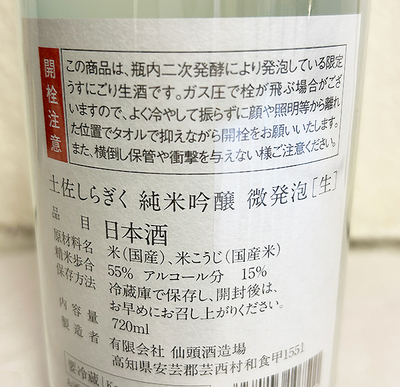 開栓注意
この商品は、瓶内二次発酵により発泡している限定
うすにごり生酒です。ガス圧で栓が飛ぶ場合がござ
いますので、よく冷やして振らずに顔や照明等から離れ
た位置でタオルで抑えながら開栓をお願いいたします。
また、横倒し保管や衝撃を与えない様ご注意ください。
土佐しらぎく 純米吟醸 微発泡[生]
品目 日本酒
原材料名 米(国産)、米こうじ(国産米)
精米歩合 55% アルコール分 15%
保存方法 冷蔵庫で保存し、開封後は、
お早めにお召し上がりください。
内容量 720ml
製造者 有限会社 仙頭酒造場
高知県安芸郡芸西村和食甲1551
要冷蔵